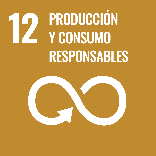 12 PRODUCCIÓN
Y CONSUMO
RESPONSABLES